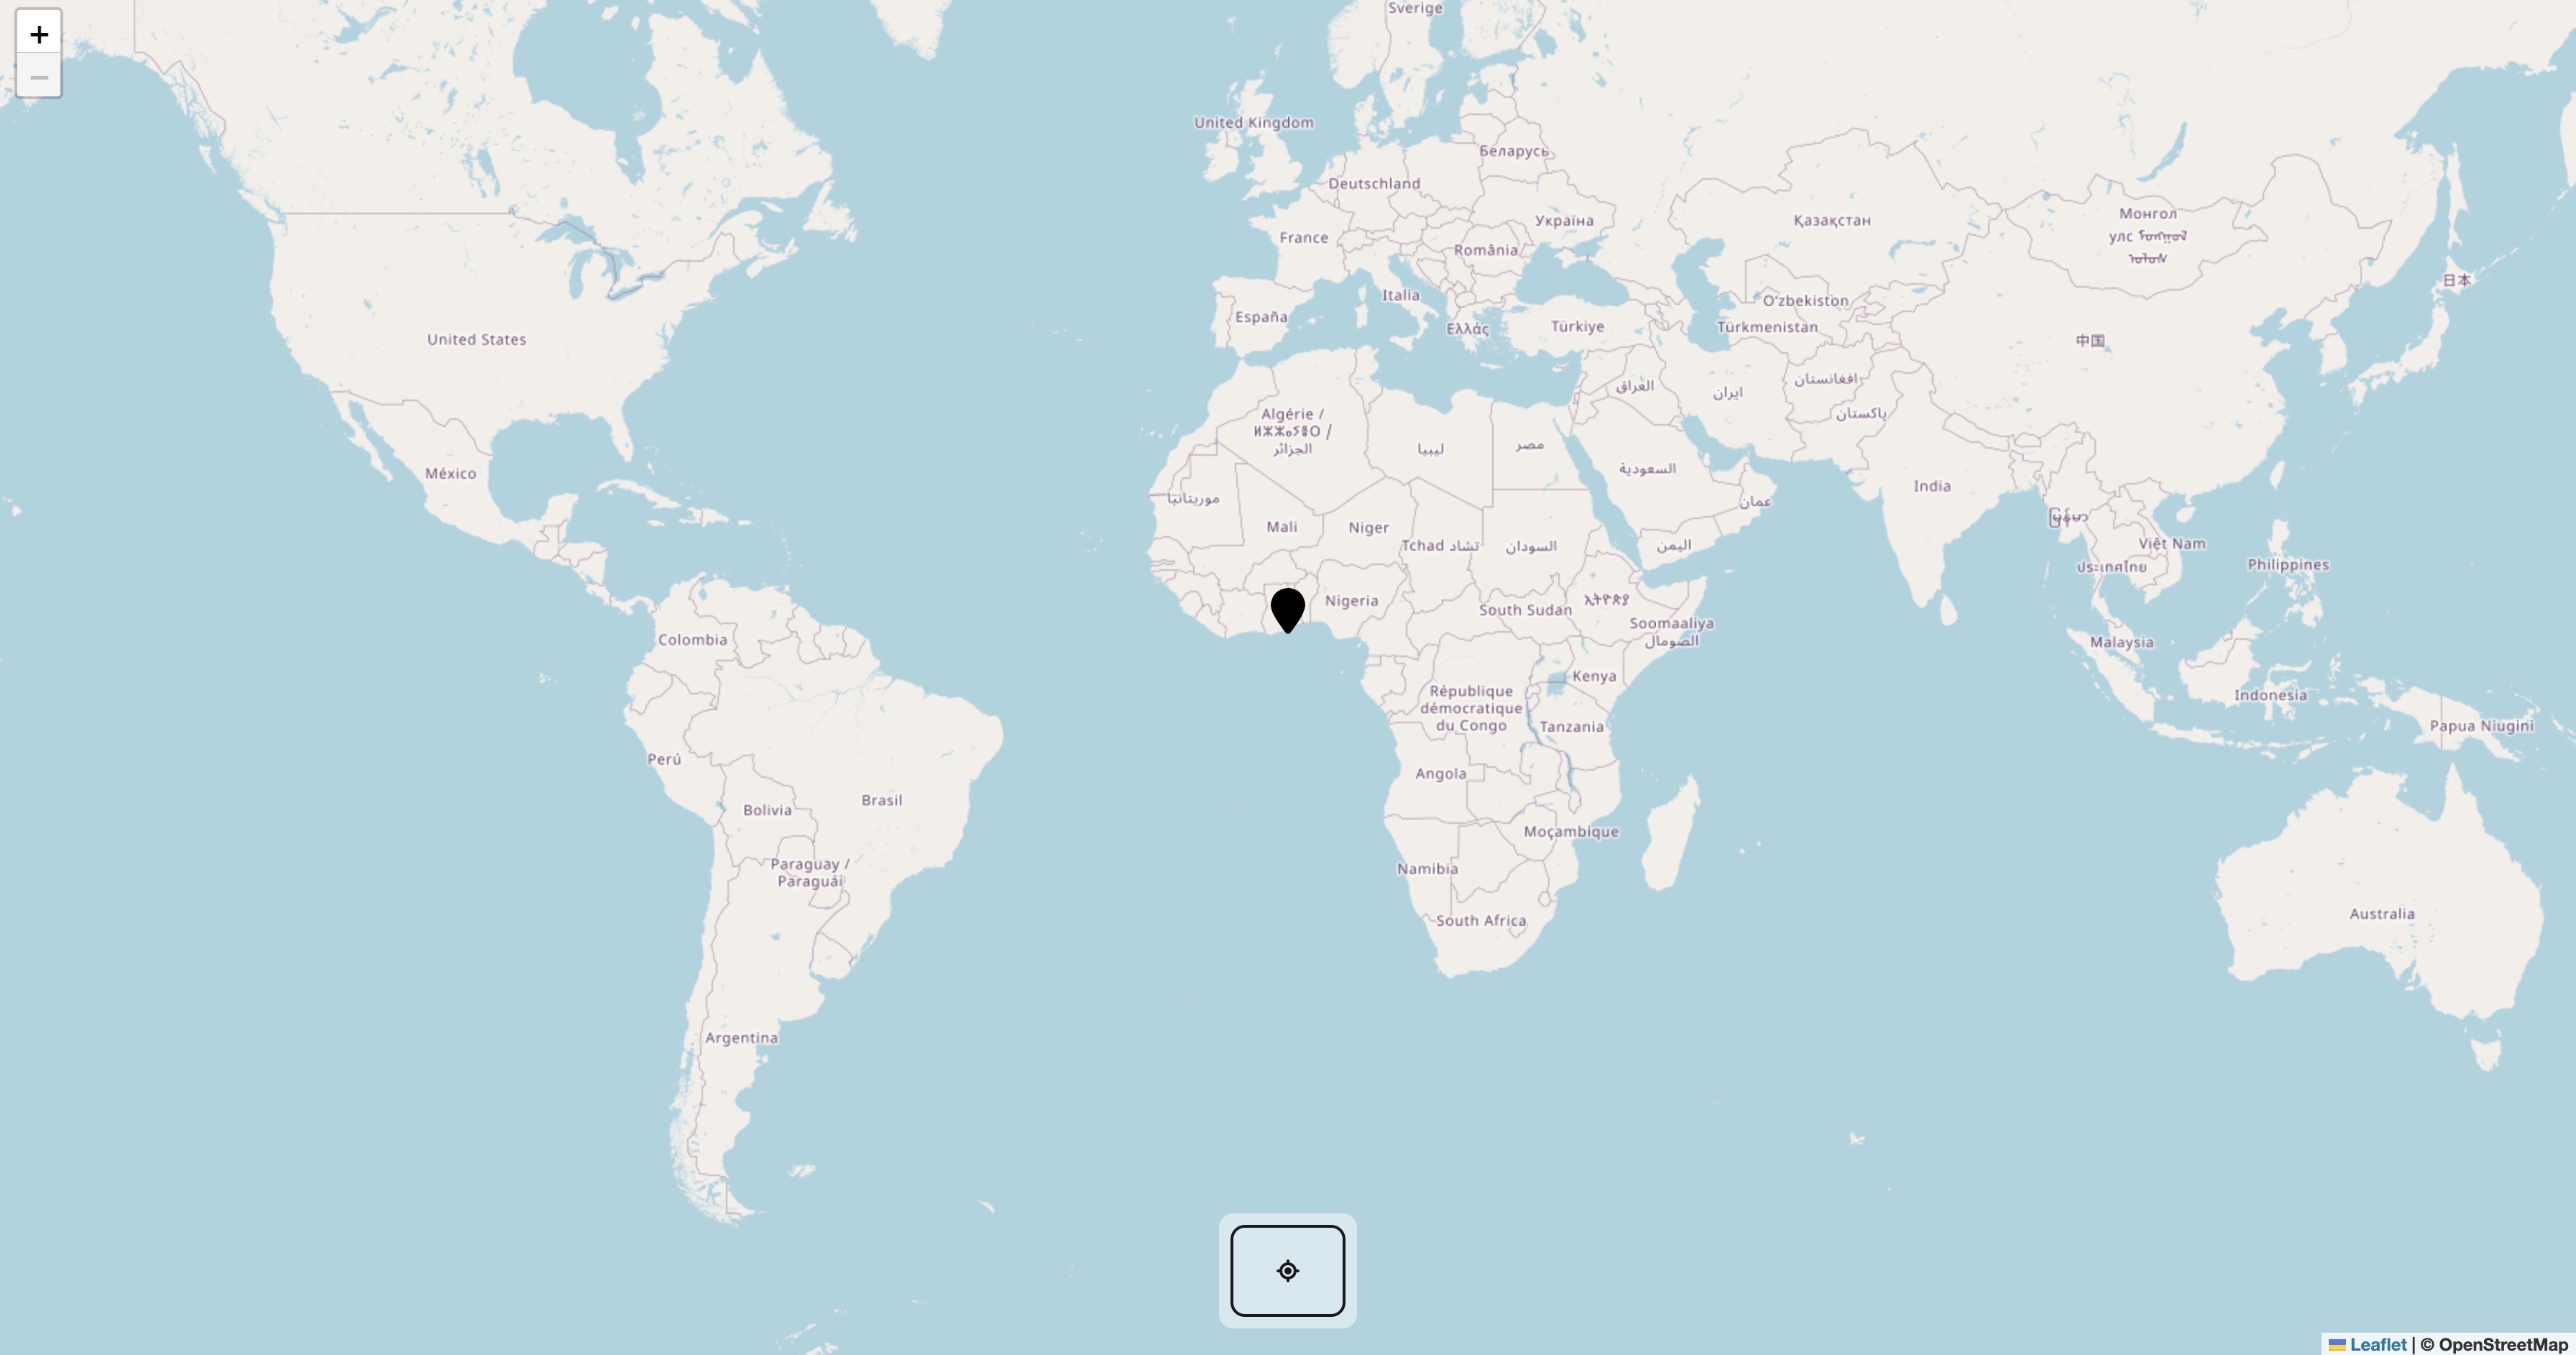 +
−
Sverige
United Kingdom
Беларусь
Deutschland
Україна
Қазақстан
Монгол
улс
France
România
日本
Italia
Oʻzbekiston
España
Ελλάς
Türkiye
Türkmenistan
United States
中国
العراق
ایران
افغانستان
Algérie /
ⵍⵣⵣⴰⵢⴻⵔ /
الجزائر
پاکستان
ليبيا
مصر
السعودية
México
India
موريتانيا
عمان
မြန်မာ
Mali
Niger
Tchad تشاد
السودان
اليمن
Việt Nam
ประเทศไทย
Philippines
Nigeria
South Sudan
ኢትዮጵያ
Soomaaliya
الصومال
Colombia
Malaysia
Kenya
République
démocratique
du Congo
Indonesia
Tanzania
Papua Niugini
Perú
Angola
Bolivia
Brasil
Moçambique
Paraguay /
Paraguái
Namibia
South Africa
Australia
Argentina
Leaflet | © OpenStreetMap